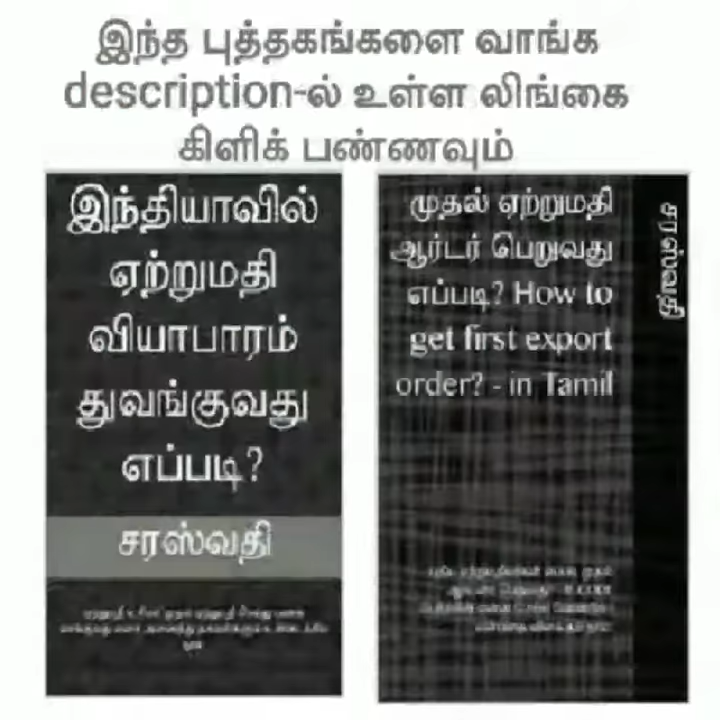 இந்த புத்தகங்களை வாங்க
description-ல் உள்ள லிங்கை
கிளிக் பண்ணவும்
இந்தியாவில்
ஏற்றுமதி
வியாபாரம்
துவங்குவது
எப்படி?
சரஸ்வதி
முதல் ஏற்றுமதி
ஆர்டர் பெறுவது
எப்படி? How to
get first export
order? - in Tamil
சரஸ்வதி